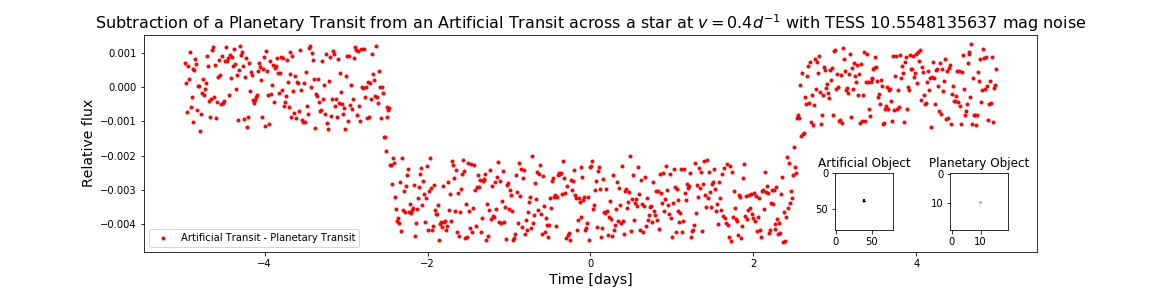 Subtraction of a Planetary Transit from an Artificial Transit across a star at v = 0.4d⁻¹ with TESS 10.5548135637 mag noise
Relative flux
0.001
0.000
−0.001
−0.002
−0.003
−0.004
Artificial Transit - Planetary Transit
Artificial Object
0
50
0 50
Planetary Object
0
10
0 10
−4 −2 0 2 4
Time [days]